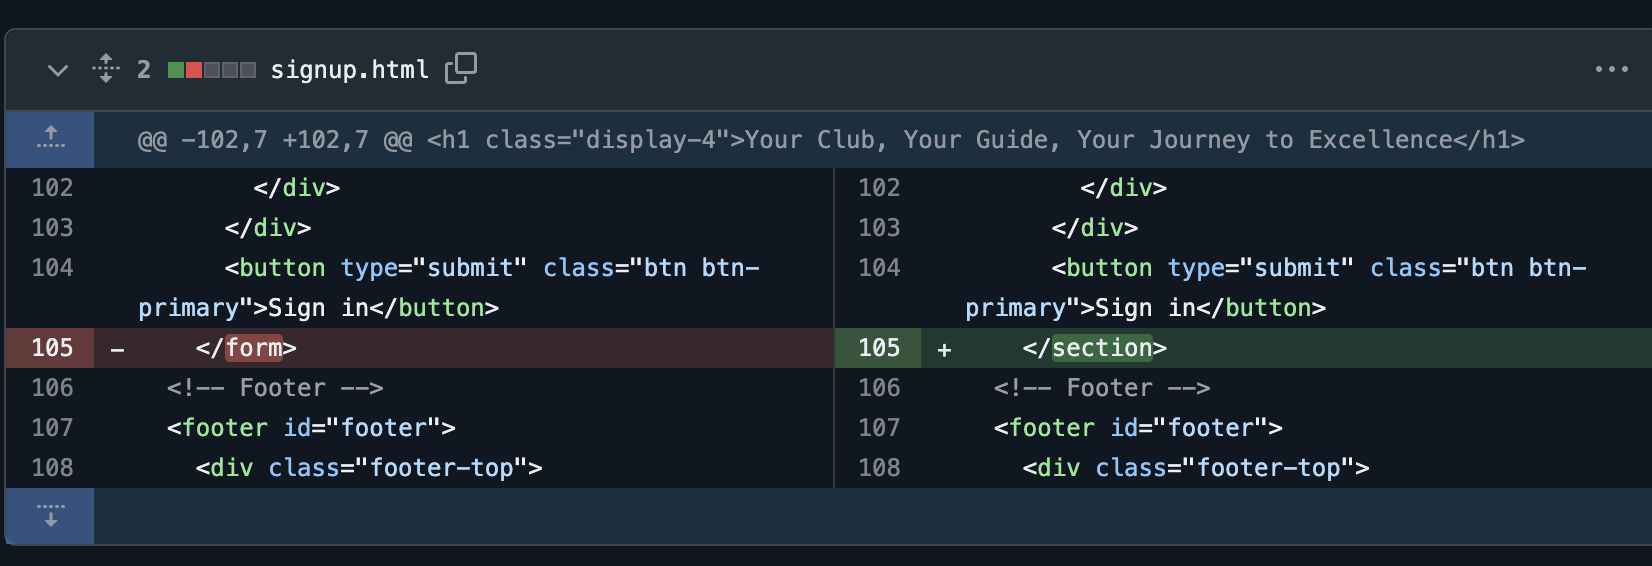 2 signup.html
@@ -102,7 +102,7 @@ <h1 class="display-4">Your Club, Your Guide, Your Journey to Excellence</h1>
102 </div>
103 </div>
104 <button type="submit" class="btn btn-
primary">Sign in</button>
105 - </form>
106 <!-- Footer -->
107 <footer id="footer">
108 <div class="footer-top">
102 </div>
103 </div>
104 <button type="submit" class="btn btn-
primary">Sign in</button>
105 + </section>
106 <!-- Footer -->
107 <footer id="footer">
108 <div class="footer-top">